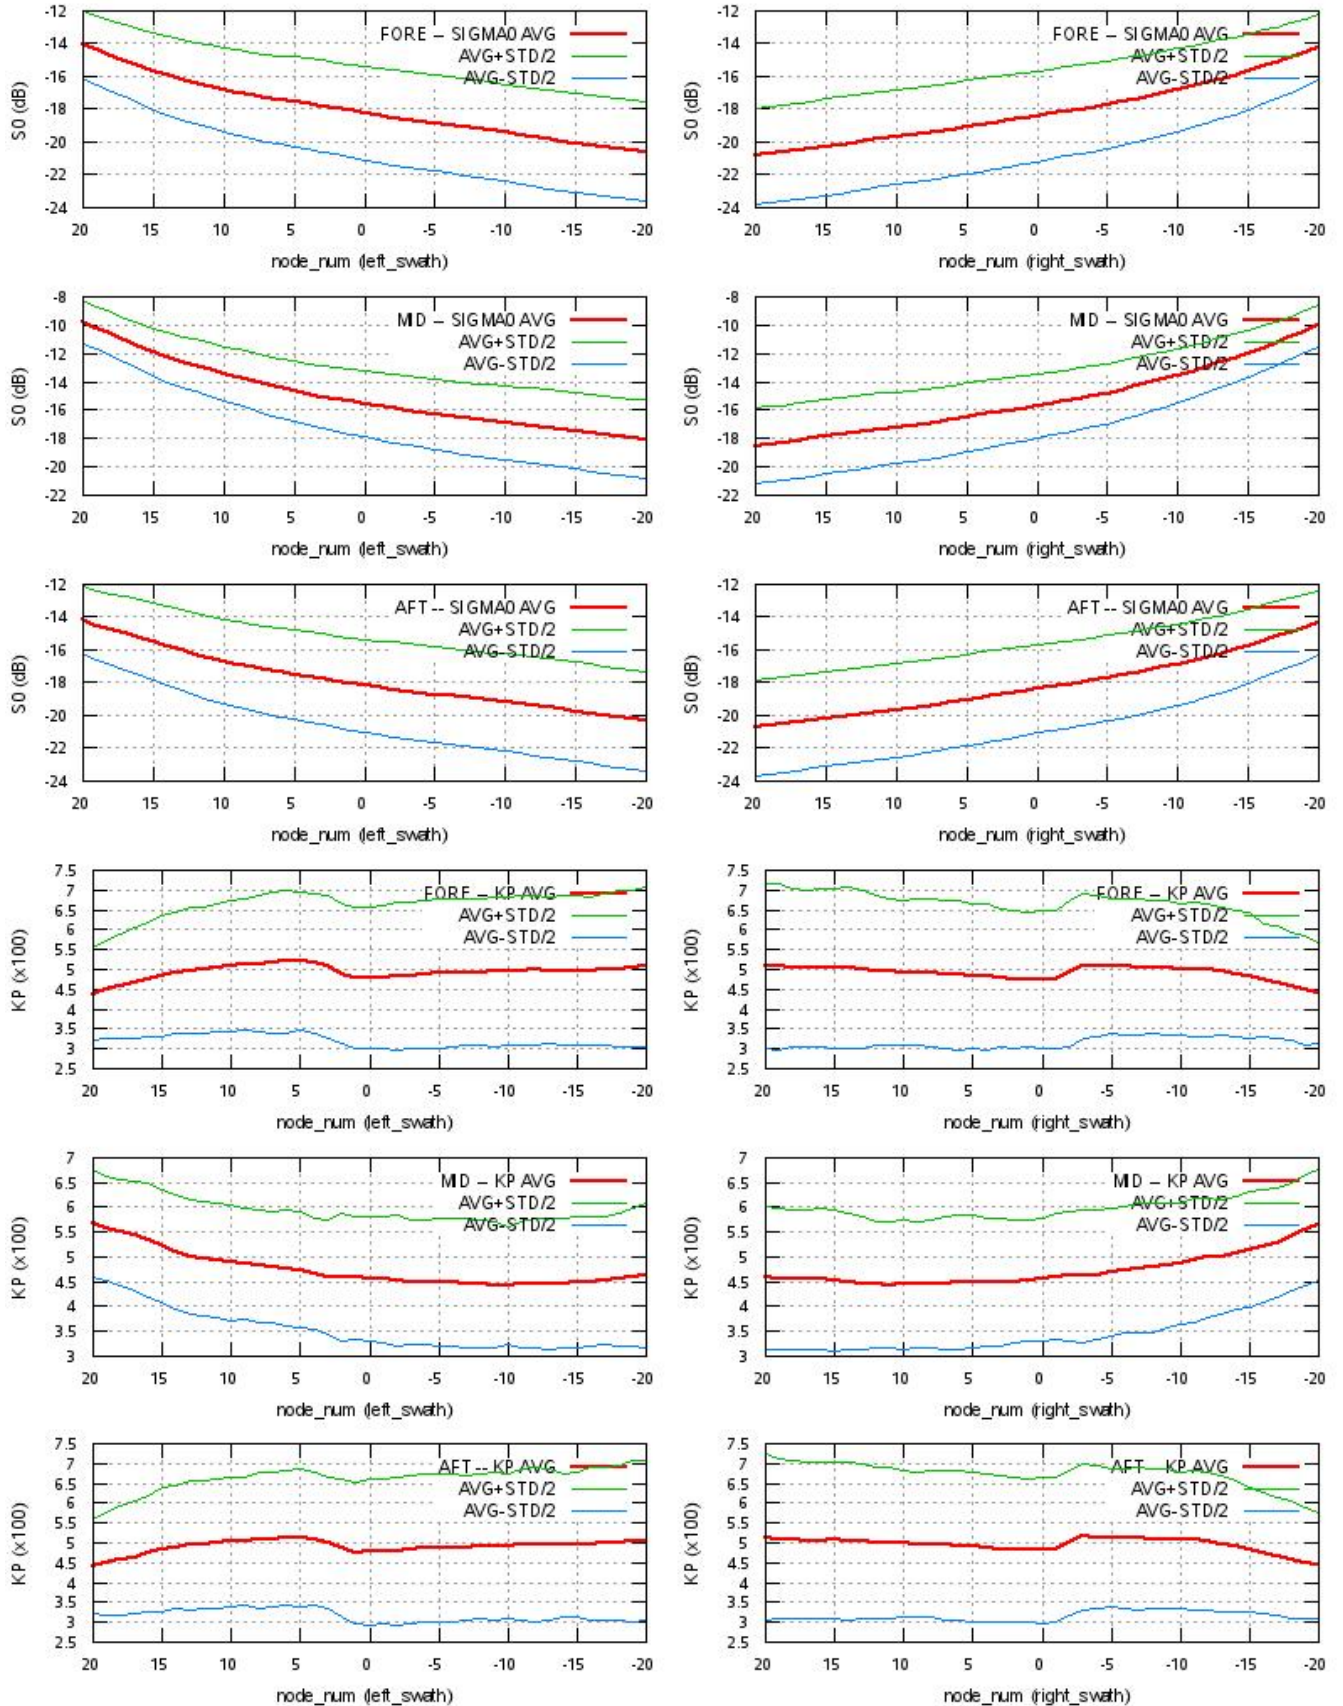 -12
-14
-16
-18
-20
-22
-24
S0 (dB)
FORE -- SIGMA0 AVG
AVG+STD/2
AVG-STD/2
20 15 10 5 0 -5 -10 -15 -20
node_num (left_swath)
-12
-14
-16
-18
-20
-22
-24
S0 (dB)
FORE -- SIGMA0 AVG
AVG+STD/2
AVG-STD/2
20 15 10 5 0 -5 -10 -15 -20
node_num (right_swath)
-8
-10
-12
-14
-16
-18
-20
-22
S0 (dB)
MID -- SIGMA0 AVG
AVG+STD/2
AVG-STD/2
20 15 10 5 0 -5 -10 -15 -20
node_num (left_swath)
-8
-10
-12
-14
-16
-18
-20
-22
S0 (dB)
MID -- SIGMA0 AVG
AVG+STD/2
AVG-STD/2
20 15 10 5 0 -5 -10 -15 -20
node_num (right_swath)
-12
-14
-16
-18
-20
-22
-24
S0 (dB)
AFT -- SIGMA0 AVG
AVG+STD/2
AVG-STD/2
20 15 10 5 0 -5 -10 -15 -20
node_num (left_swath)
-12
-14
-16
-18
-20
-22
-24
S0 (dB)
AFT -- SIGMA0 AVG
AVG+STD/2
AVG-STD/2
20 15 10 5 0 -5 -10 -15 -20
node_num (right_swath)
7.5
7
6.5
6
5.5
5
4.5
4
3.5
3
2.5
KP (x100)
FORE -- KP AVG
AVG+STD/2
AVG-STD/2
20 15 10 5 0 -5 -10 -15 -20
node_num (left_swath)
7.5
7
6.5
6
5.5
5
4.5
4
3.5
3
2.5
KP (x100)
FORE -- KP AVG
AVG+STD/2
AVG-STD/2
20 15 10 5 0 -5 -10 -15 -20
node_num (right_swath)
7
6.5
6
5.5
5
4.5
4
3.5
3
KP (x100)
MID -- KP AVG
AVG+STD/2
AVG-STD/2
20 15 10 5 0 -5 -10 -15 -20
node_num (left_swath)
7
6.5
6
5.5
5
4.5
4
3.5
3
KP (x100)
MID -- KP AVG
AVG+STD/2
AVG-STD/2
20 15 10 5 0 -5 -10 -15 -20
node_num (right_swath)
7.5
7
6.5
6
5.5
5
4.5
4
3.5
3
2.5
KP (x100)
AFT -- KP AVG
AVG+STD/2
AVG-STD/2
20 15 10 5 0 -5 -10 -15 -20
node_num (left_swath)
7.5
7
6.5
6
5.5
5
4.5
4
3.5
3
2.5
KP (x100)
AFT -- KP AVG
AVG+STD/2
AVG-STD/2
20 15 10 5 0 -5 -10 -15 -20
node_num (right_swath)